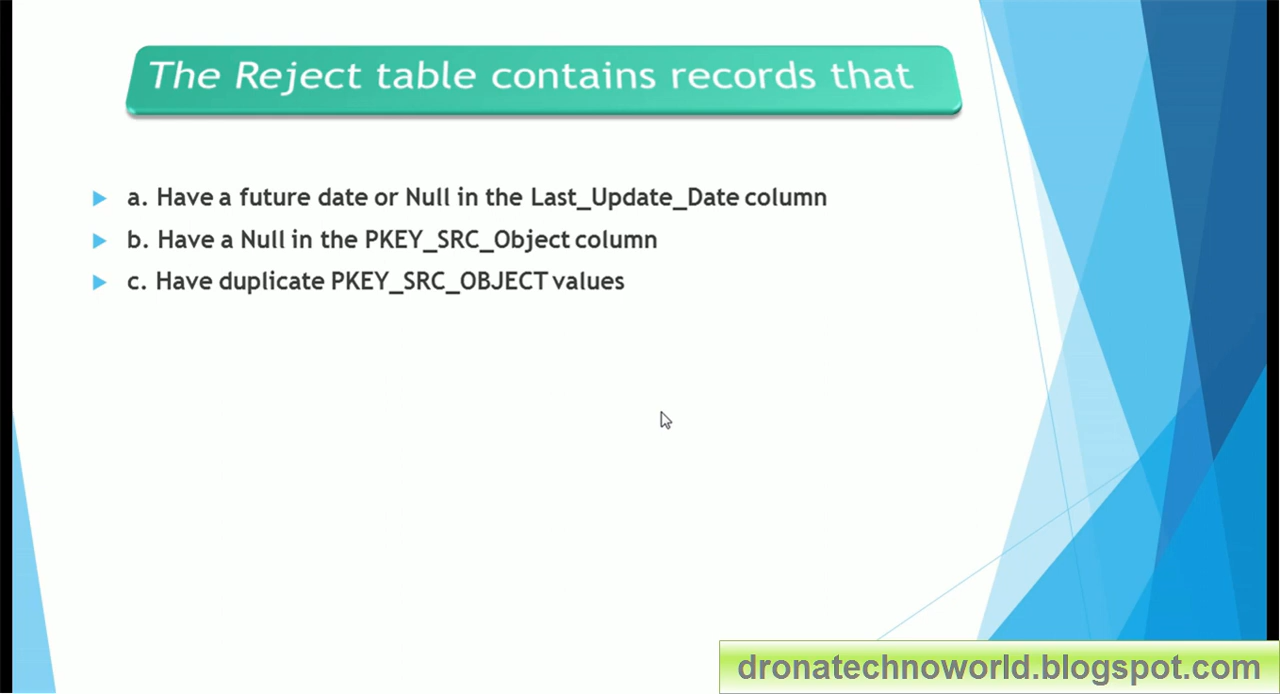 The Reject table contains records that
a. Have a future date or Null in the Last_Update_Date column
b. Have a Null in the PKEY_SRC_Object column
c. Have duplicate PKEY_SRC_OBJECT values
dronatechnoworld.blogspot.com